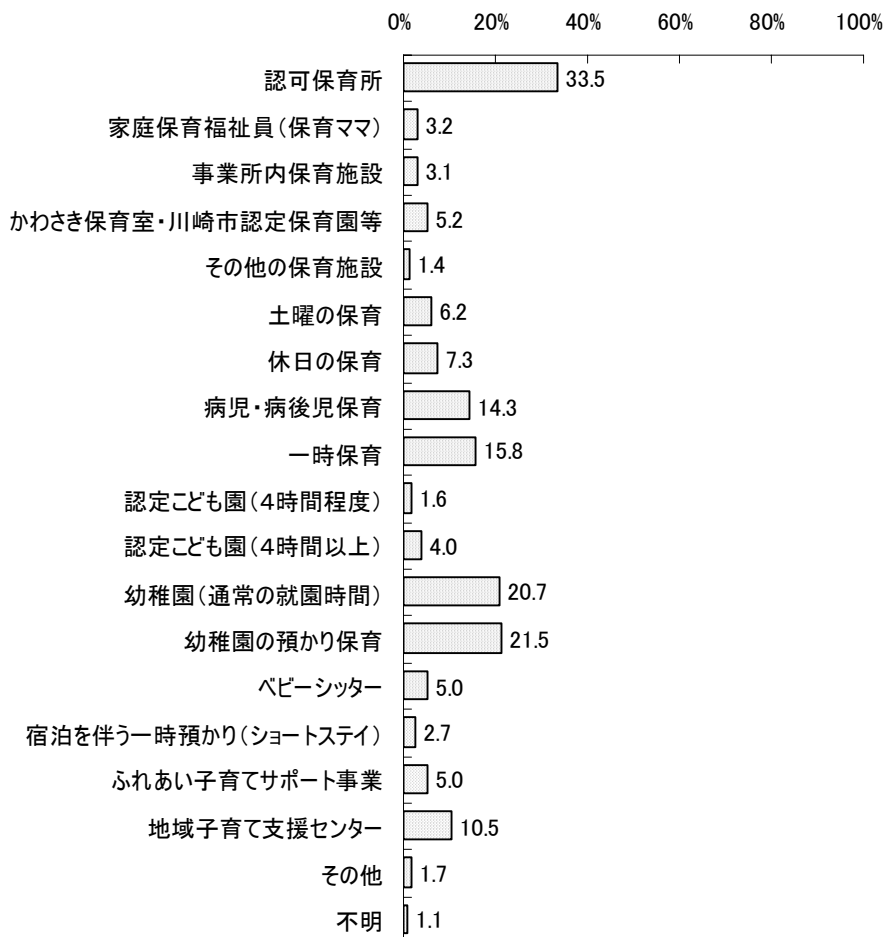 0% 20% 40% 60% 80% 100%
認可保育所 33.5
家庭保育福祉員（保育ママ） 3.2
事業所内保育施設 3.1
かわさき保育室・川崎市認定保育園等 5.2
その他の保育施設 1.4
土曜の保育 6.2
休日の保育 7.3
病児・病後児保育 14.3
一時保育 15.8
認定こども園（４時間程度） 1.6
認定こども園（４時間以上） 4.0
幼稚園（通常の就園時間） 20.7
幼稚園の預かり保育 21.5
ベビーシッター 5.0
宿泊を伴う一時預かり（ショートステイ） 2.7
ふれあい子育てサポート事業 5.0
地域子育て支援センター 10.5
その他 1.7
不明 1.1